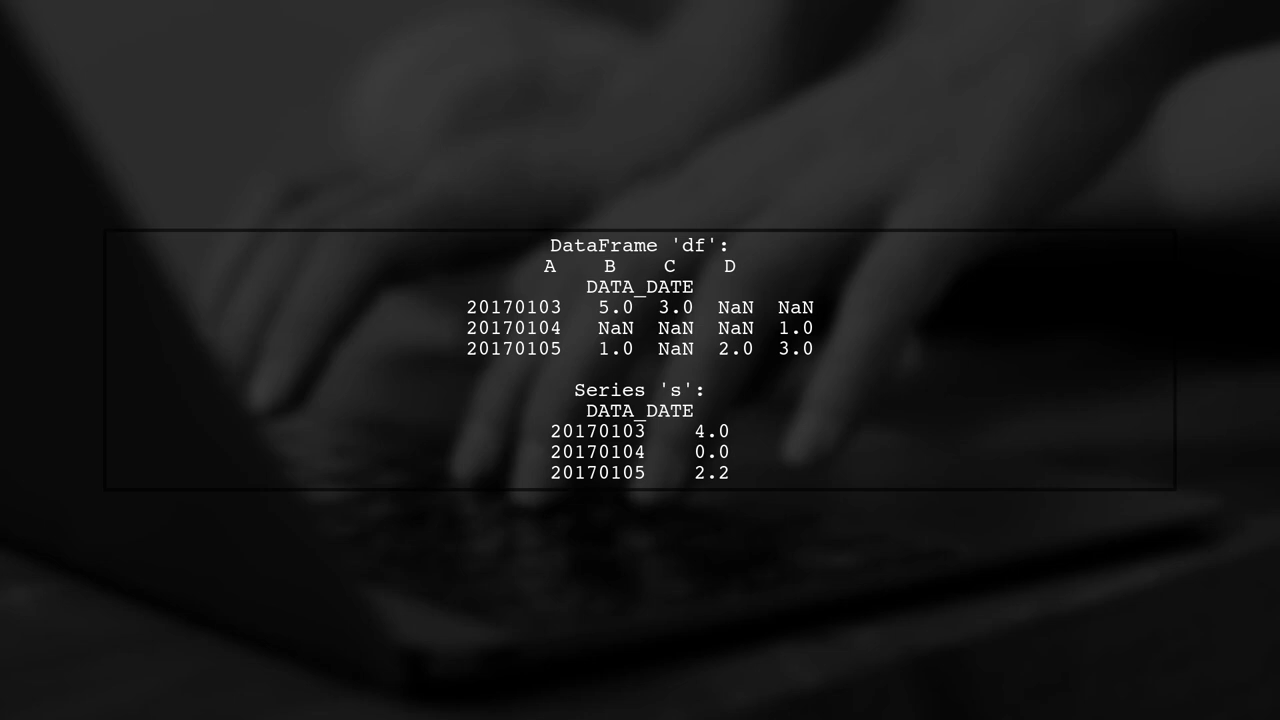 DataFrame 'df':
A    B    C    D
DATA_DATE
20170103   5.0  3.0  NaN  NaN
20170104   NaN  NaN  NaN  1.0
20170105   1.0  NaN  2.0  3.0
Series 's':
DATA_DATE
20170103    4.0
20170104    0.0
20170105    2.2